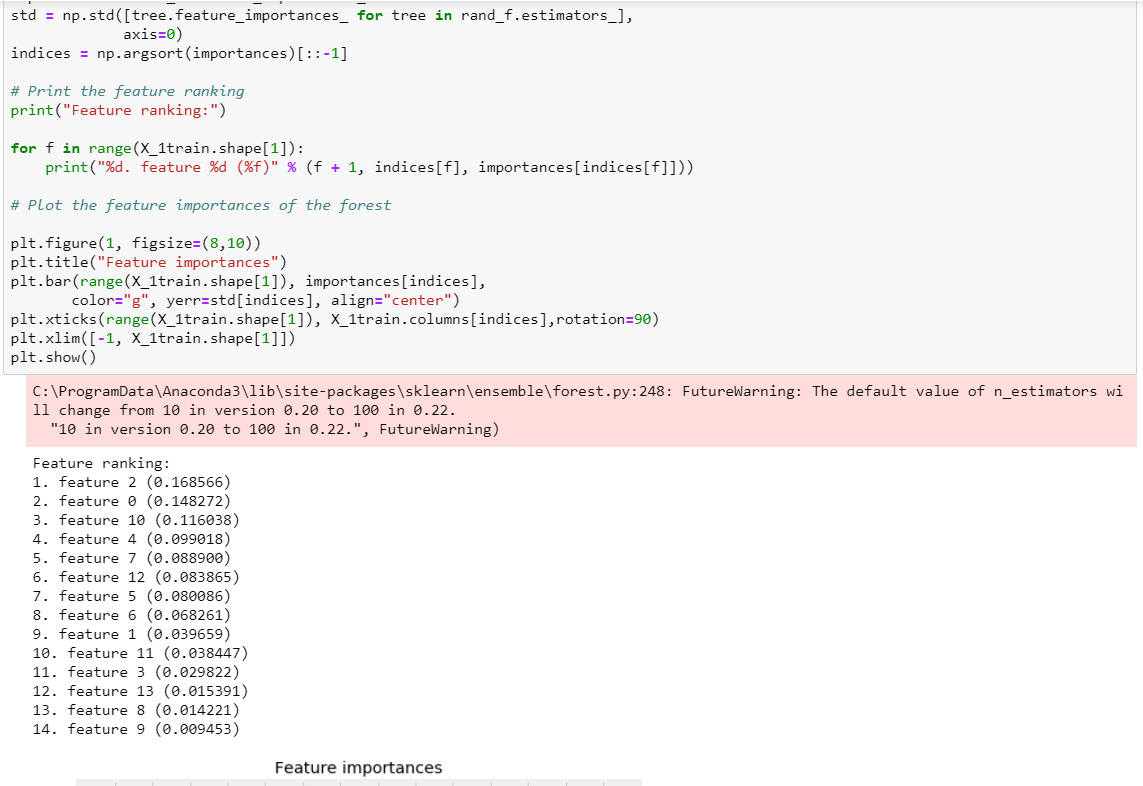 std = np.std([tree.feature_importances_ for tree in rand_f.estimators_],
             axis=0)
indices = np.argsort(importances)[::-1]
# Print the feature ranking
print("Feature ranking:")
for f in range(X_1train.shape[1]):
    print("%d. feature %d (%f)" % (f + 1, indices[f], importances[indices[f]]))
# Plot the feature importances of the forest
plt.figure(1, figsize=(8,10))
plt.title("Feature importances")
plt.bar(range(X_1train.shape[1]), importances[indices],
       color="g", yerr=std[indices], align="center")
plt.xticks(range(X_1train.shape[1]), X_1train.columns[indices],rotation=90)
plt.xlim([-1, X_1train.shape[1]])
plt.show()
C:\ProgramData\Anaconda3\lib\site-packages\sklearn\ensemble\forest.py:248: FutureWarning: The default value of n_estimators wi
ll change from 10 in version 0.20 to 100 in 0.22.
  "10 in version 0.20 to 100 in 0.22.", FutureWarning)
Feature ranking:
1. feature 2 (0.168566)
2. feature 0 (0.148272)
3. feature 10 (0.116038)
4. feature 4 (0.099018)
5. feature 7 (0.088900)
6. feature 12 (0.083865)
7. feature 5 (0.080086)
8. feature 6 (0.068261)
9. feature 1 (0.039659)
10. feature 11 (0.038447)
11. feature 3 (0.029822)
12. feature 13 (0.015391)
13. feature 8 (0.014221)
14. feature 9 (0.009453)
Feature importances